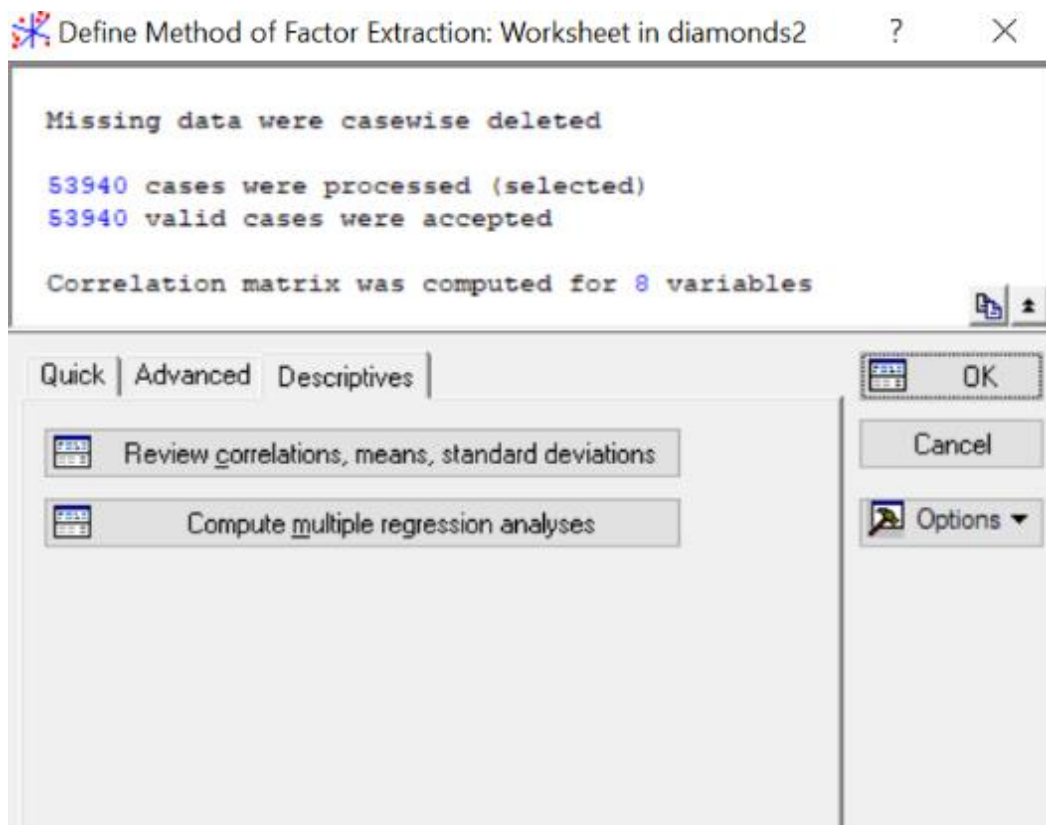 Define Method of Factor Extraction: Worksheet in diamonds2 ? ×
Missing data were casewise deleted
53940 cases were processed (selected)
53940 valid cases were accepted
Correlation matrix was computed for 8 variables
Quick Advanced Descriptives
OK
Review correlations, means, standard deviations
Cancel
Compute multiple regression analyses
Options